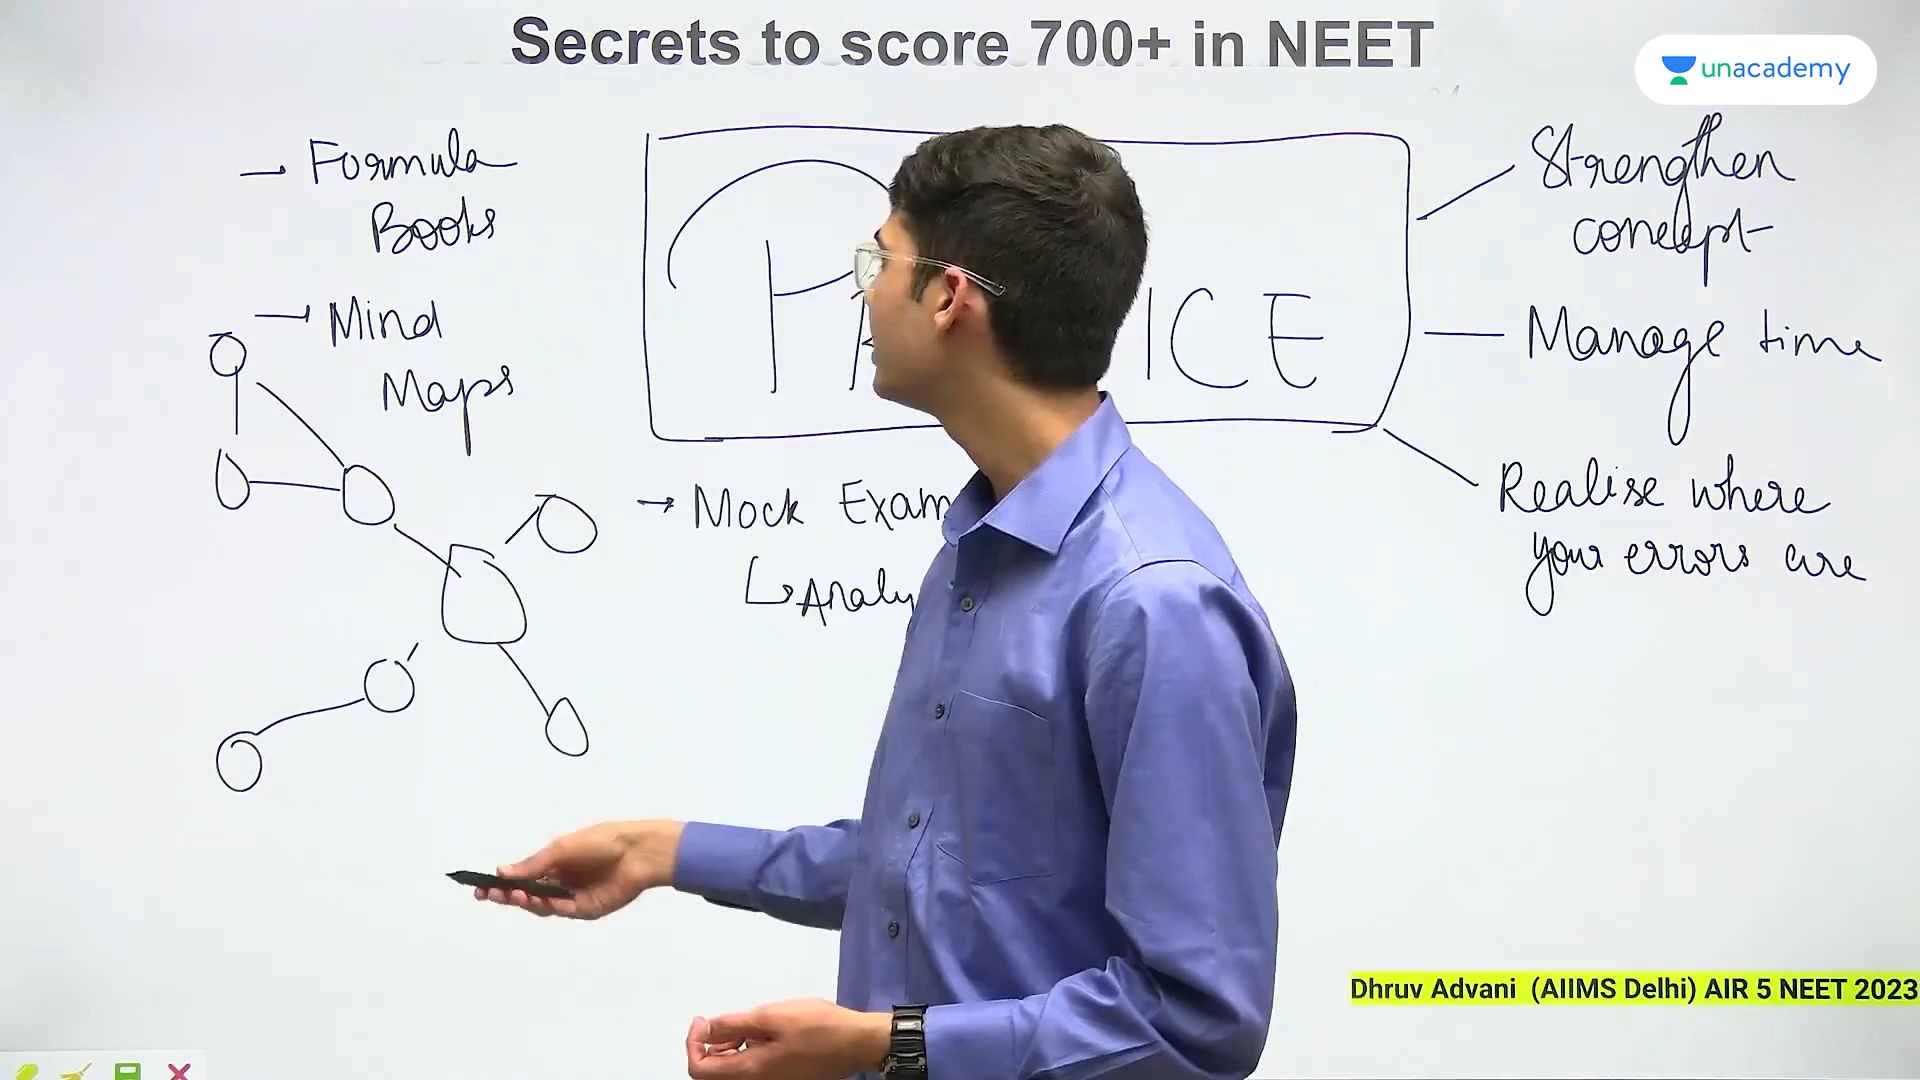 Secrets to score 700+ in NEET
unacademy
→ Formula
Books
→ Mind
Maps
ICE
Strengthen
concept
Manage time
Realise where
your errors are
→ Mock Exam
Dhruv Advani (AIIMS Delhi) AIR 5 NEET 2023